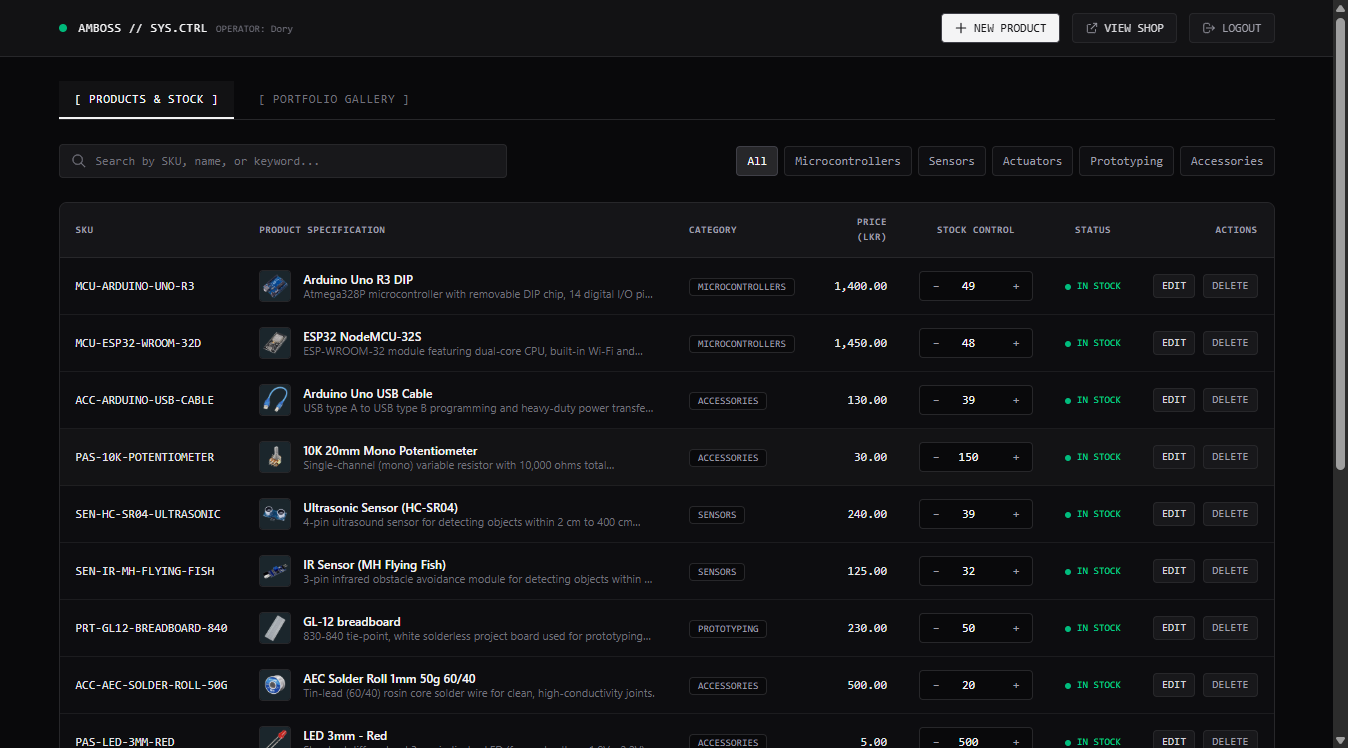 AMBOSS // SYS.CTRL OPERATOR: Dory
NEW PRODUCT
VIEW SHOP
LOGOUT
[ PRODUCTS & STOCK ]
[ PORTFOLIO GALLERY ]
Search by SKU, name, or keyword...
All
Microcontrollers
Sensors
Actuators
Prototyping
Accessories
SKU
PRODUCT SPECIFICATION
CATEGORY
PRICE
(LKR)
STOCK CONTROL
STATUS
ACTIONS
MCU-ARDUINO-UNO-R3
Arduino Uno R3 DIP
Atmega328P microcontroller with removable DIP chip, 14 digital I/O pi...
MICROCONTROLLERS
1,400.00
− 49 +
IN STOCK
EDIT
DELETE
MCU-ESP32-WROOM-32D
ESP32 NodeMCU-32S
ESP-WROOM-32 module featuring dual-core CPU, built-in Wi-Fi and...
MICROCONTROLLERS
1,450.00
− 48 +
IN STOCK
EDIT
DELETE
ACC-ARDUINO-USB-CABLE
Arduino Uno USB Cable
USB type A to USB type B programming and heavy-duty power transfe...
ACCESSORIES
130.00
− 39 +
IN STOCK
EDIT
DELETE
PAS-10K-POTENTIOMETER
10K 20mm Mono Potentiometer
Single-channel (mono) variable resistor with 10,000 ohms total...
ACCESSORIES
30.00
− 150 +
IN STOCK
EDIT
DELETE
SEN-HC-SR04-ULTRASONIC
Ultrasonic Sensor (HC-SR04)
4-pin ultrasound sensor for detecting objects within 2 cm to 400 cm...
SENSORS
240.00
− 39 +
IN STOCK
EDIT
DELETE
SEN-IR-MH-FLYING-FISH
IR Sensor (MH Flying Fish)
3-pin infrared obstacle avoidance module for detecting objects within ...
SENSORS
125.00
− 32 +
IN STOCK
EDIT
DELETE
PRT-GL12-BREADBOARD-840
GL-12 breadboard
830-840 tie-point, white solderless project board used for prototyping...
PROTOTYPING
230.00
− 50 +
IN STOCK
EDIT
DELETE
ACC-AEC-SOLDER-ROLL-50G
AEC Solder Roll 1mm 50g 60/40
Tin-lead (60/40) rosin core solder wire for clean, high-conductivity joints.
ACCESSORIES
500.00
− 20 +
IN STOCK
EDIT
DELETE
PAS-LED-3MM-RED
LED 3mm - Red
ACCESSORIES
5.00
− 500 +
IN STOCK
EDIT
DELETE